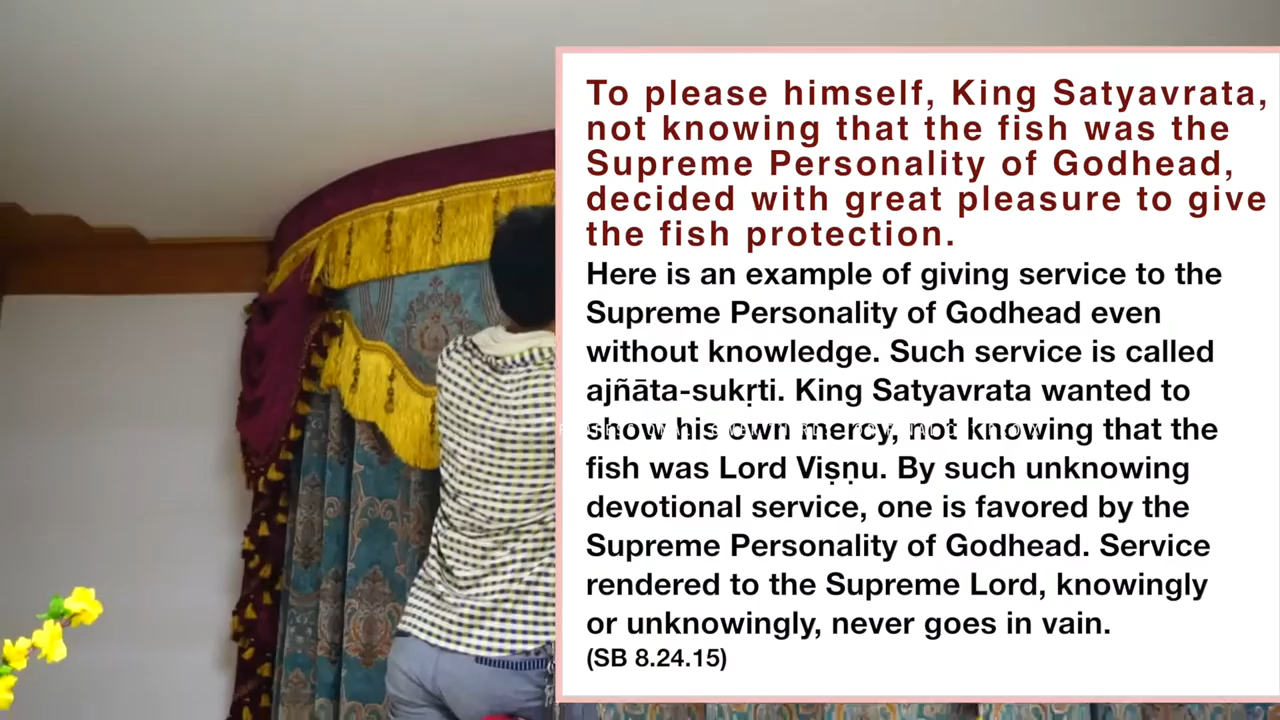 To please himself, King Satyavrata,
not knowing that the fish was the
Supreme Personality of Godhead,
decided with great pleasure to give
the fish protection.
Here is an example of giving service to the
Supreme Personality of Godhead even
without knowledge. Such service is called
ajñāta-sukṛti. King Satyavrata wanted to
show his own mercy, not knowing that the
fish was Lord Viṣṇu. By such unknowing
devotional service, one is favored by the
Supreme Personality of Godhead. Service
rendered to the Supreme Lord, knowingly
or unknowingly, never goes in vain.
(SB 8.24.15)